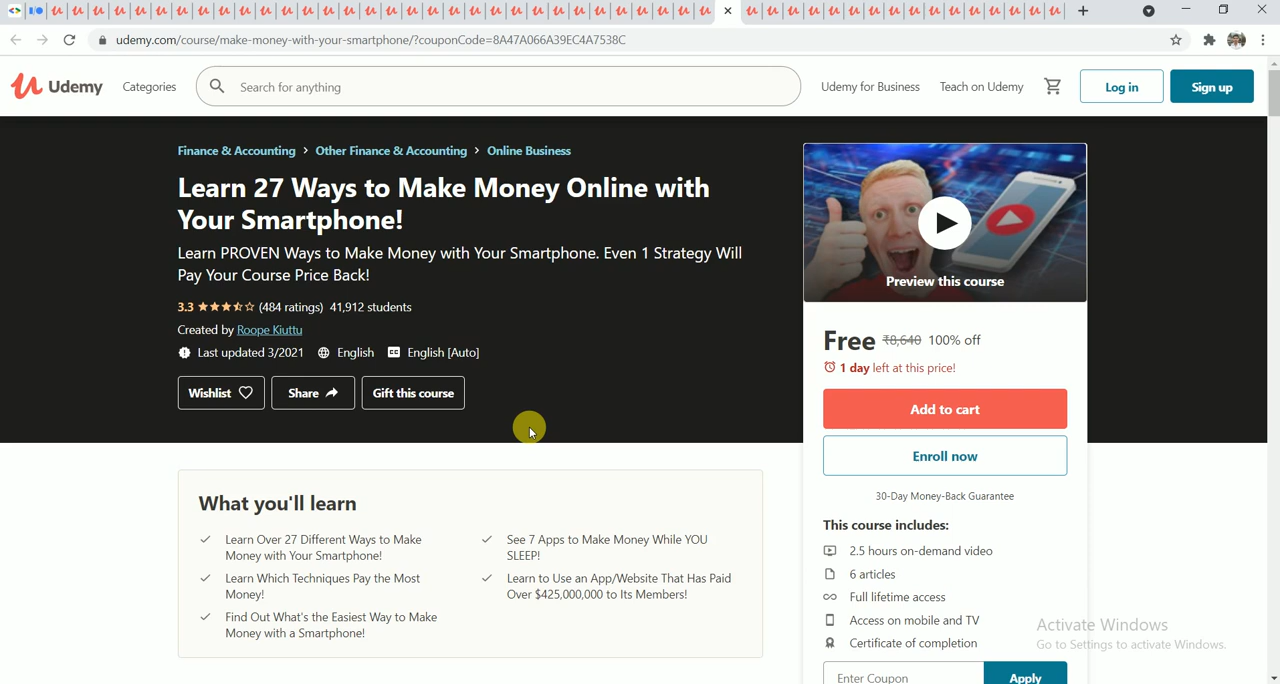 udemy.com/course/make-money-with-your-smartphone/?couponCode=8A47A066A39EC4A7538C
Udemy
Categories
Search for anything
Udemy for Business
Teach on Udemy
Log in
Sign up
Finance & Accounting > Other Finance & Accounting > Online Business
Learn 27 Ways to Make Money Online with
Your Smartphone!
Learn PROVEN Ways to Make Money with Your Smartphone. Even 1 Strategy Will
Pay Your Course Price Back!
3.3 (484 ratings) 41,912 students
Created by Roope Kiuttu
Last updated 3/2021 English English [Auto]
Wishlist
Share
Gift this course
Preview this course
Free ₹8,640 100% off
1 day left at this price!
Add to cart
Enroll now
30-Day Money-Back Guarantee
This course includes:
2.5 hours on-demand video
6 articles
Full lifetime access
Access on mobile and TV
Certificate of completion
Enter Coupon
Apply
What you'll learn
Learn Over 27 Different Ways to Make
Money with Your Smartphone!
See 7 Apps to Make Money While YOU
SLEEP!
Learn Which Techniques Pay the Most
Money!
Learn to Use an App/Website That Has Paid
Over $425,000,000 to Its Members!
Find Out What's the Easiest Way to Make
Money with a Smartphone!
Activate Windows
Go to Settings to activate Windows.